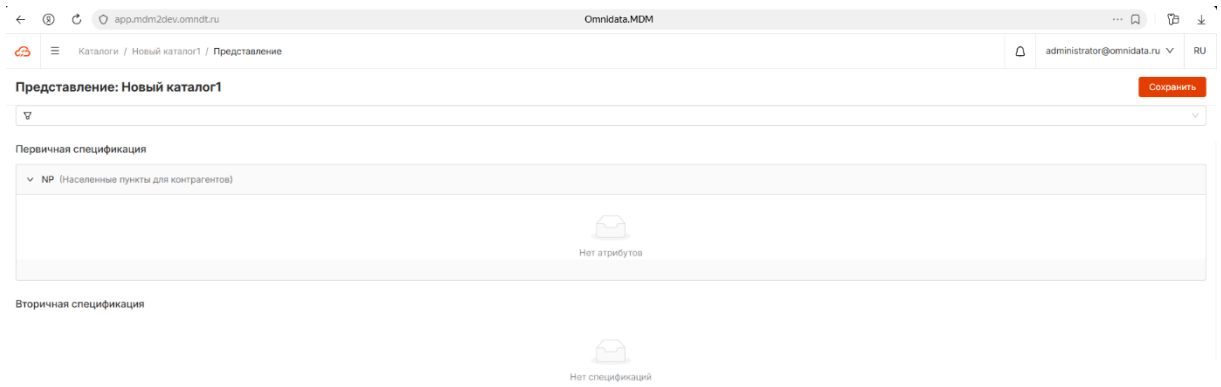 app.mdm2dev.omndt.ru
Omnidata.MDM
Каталоги / Новый каталог1 / Представление
administrator@omnidata.ru
RU
Представление: Новый каталог1
Сохранить
Первичная спецификация
NP (Населенные пункты для контрагентов)
Нет атрибутов
Вторичная спецификация
Нет спецификаций